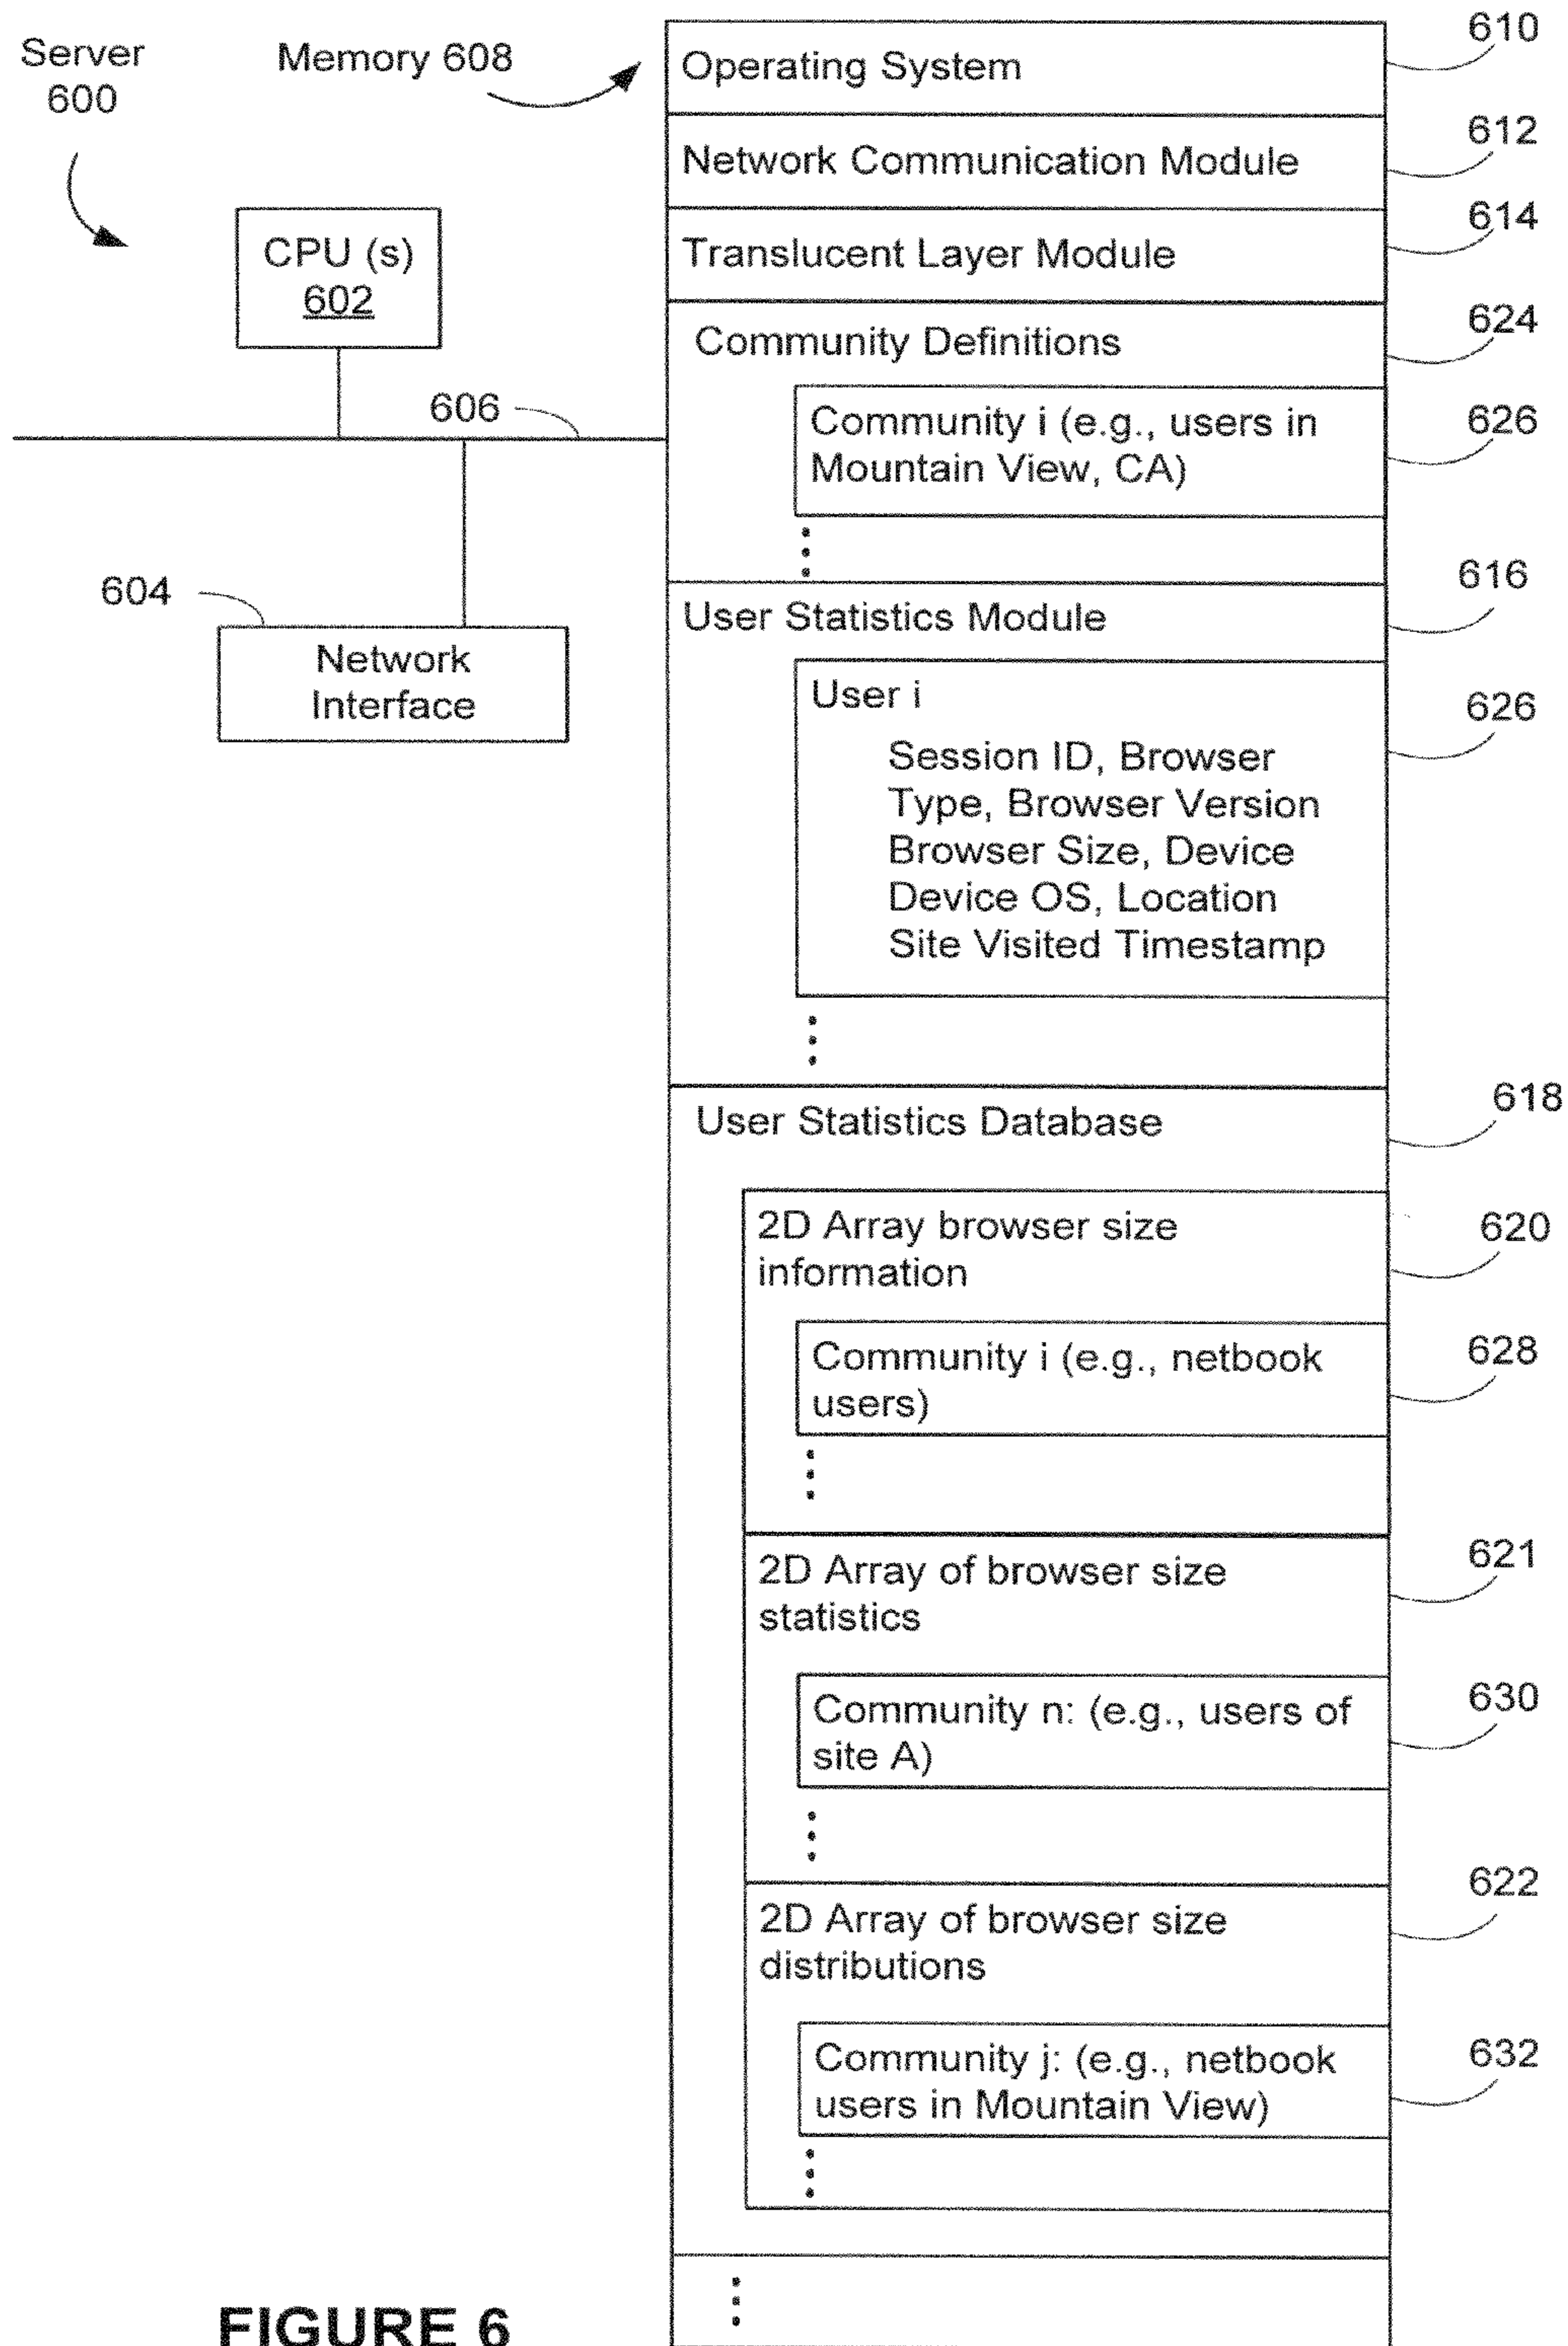 Server
600
Memory 608
Operating System
610
Network Communication Module
612
Translucent Layer Module
614
CPU (s)
602
Community Definitions
624
606
Community i (e.g., users in
Mountain View, CA)
626
604
Network
Interface
User Statistics Module
616
User i
626
Session ID, Browser
Type, Browser Version
Browser Size, Device
Device OS, Location
Site Visited Timestamp
User Statistics Database
618
2D Array browser size
information
620
Community i (e.g., netbook
users)
628
2D Array of browser size
statistics
621
Community n: (e.g., users of
site A)
630
2D Array of browser size
distributions
622
Community j: (e.g., netbook
users in Mountain View)
632
FIGURE 6